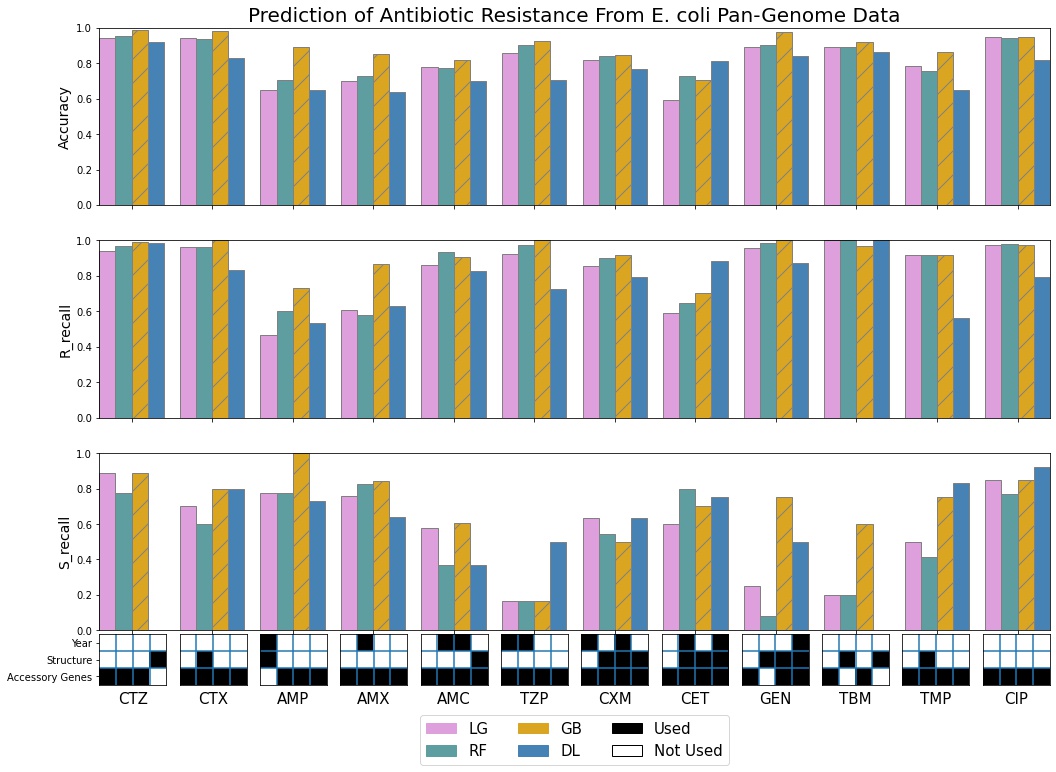 Prediction of Antibiotic Resistance From E. coli Pan-Genome Data
1.0
0.8
0.6
0.4
0.2
0.0
Accuracy
1.0
0.8
0.6
0.4
0.2
0.0
R_recall
1.0
0.8
0.6
0.4
0.2
0.0
S_recall
Year
Structure
Accessory Genes
CTZ CTX AMP AMX AMC TZP CXM CET GEN TBM TMP CIP
LG GB Used
RF DL Not Used